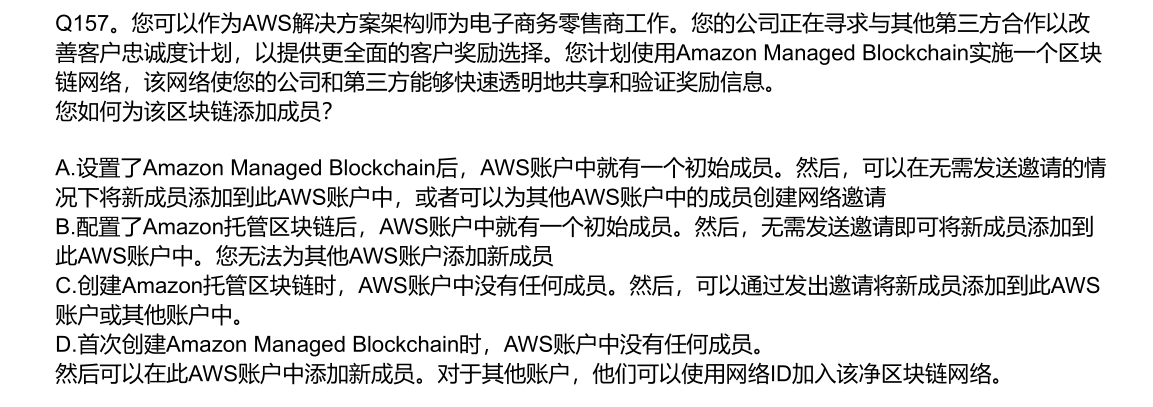 Q157。您可以作为AWS解决方案架构师为电子商务零售商工作。您的公司正在寻求与其他第三方合作以改
善客户忠诚度计划，以提供更全面的客户奖励选择。您计划使用Amazon Managed Blockchain实施一个区块
链网络，该网络使您的公司和第三方能够快速透明地共享和验证奖励信息。
您如何为该区块链添加成员？
A.设置了Amazon Managed Blockchain后，AWS账户中就有一个初始成员。然后，可以在无需发送邀请的情
况下将新成员添加到此AWS账户中，或者可以为其他AWS账户中的成员创建网络邀请
B.配置了Amazon托管区块链后，AWS账户中就有一个初始成员。然后，无需发送邀请即可将新成员添加到
此AWS账户中。您无法为其他AWS账户添加新成员
C.创建Amazon托管区块链时，AWS账户中没有任何成员。然后，可以通过发出邀请将新成员添加到此AWS
账户或其他账户中。
D.首次创建Amazon Managed Blockchain时，AWS账户中没有任何成员。
然后可以在此AWS账户中添加新成员。对于其他账户，他们可以使用网络ID加入该净区块链网络。